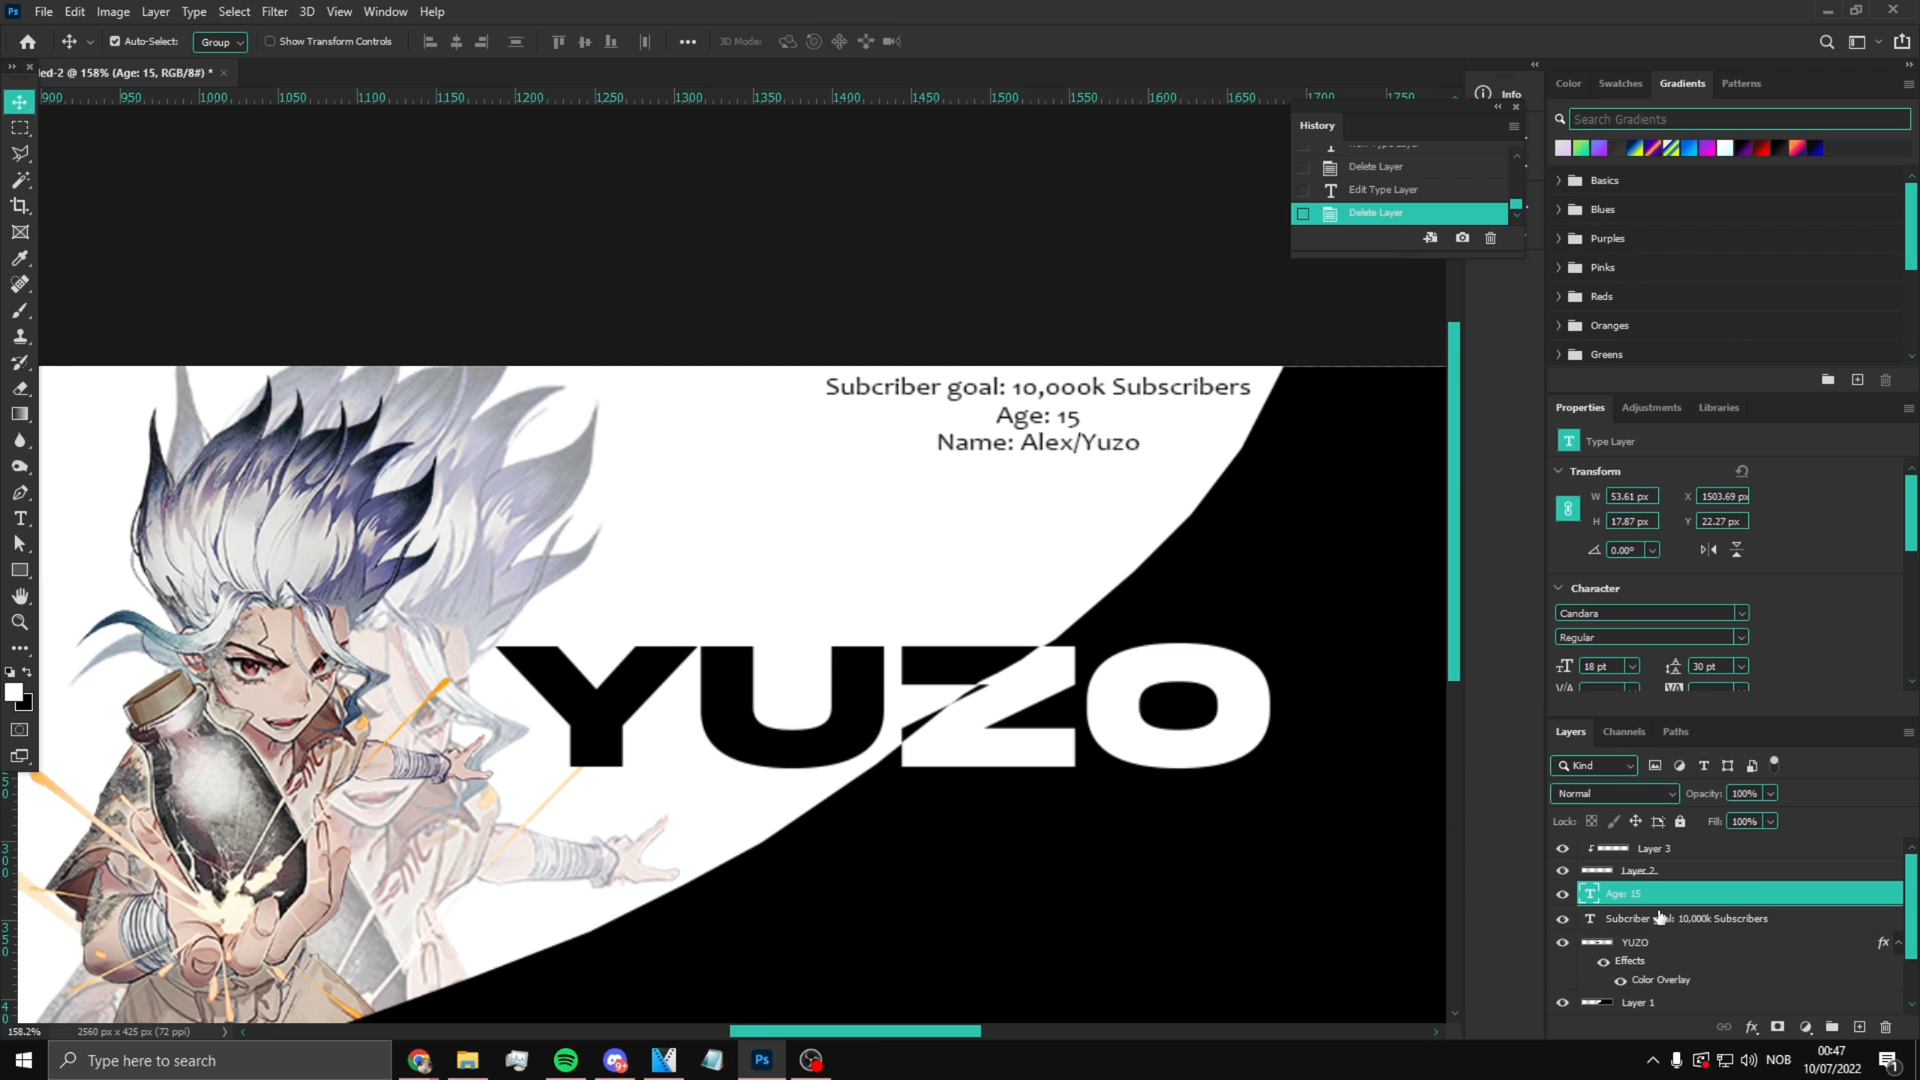 File Edit Image Layer Type Select Filter 3D View Window Help
Auto-Select: Group Show Transform Controls 3D Mode:
led-2 @ 158% (Age: 15, RGB/8#) *
900 950 1000 1050 1100 1150 1200 1250 1300 1350 1400 1450 1500 1550 1600 1650 1700 1750
Info
History
New Type Layer
Delete Layer
Edit Type Layer
Delete Layer
Subcriber goal: 10,000k Subscribers
Age: 15
Name: Alex/Yuzo
YUZO
Color Swatches Gradients Patterns
Search Gradients
Basics
Blues
Purples
Pinks
Reds
Oranges
Greens
Properties Adjustments Libraries
Type Layer
Transform
W 53.61 px X 1503.69 px
H 17.87 px Y 22.27 px
0.00°
Character
Candara
Regular
18 pt 30 pt
Layers Channels Paths
Kind
Normal Opacity: 100%
Lock: Fill: 100%
Layer 3
Layer 2
Age: 15
Subcriber goal: 10,000k Subscribers
YUZO fx
Effects
Color Overlay
Layer 1
158.2% 2560 px x 425 px (72 ppi)
Type here to search
NOB
00:47
10/07/2022